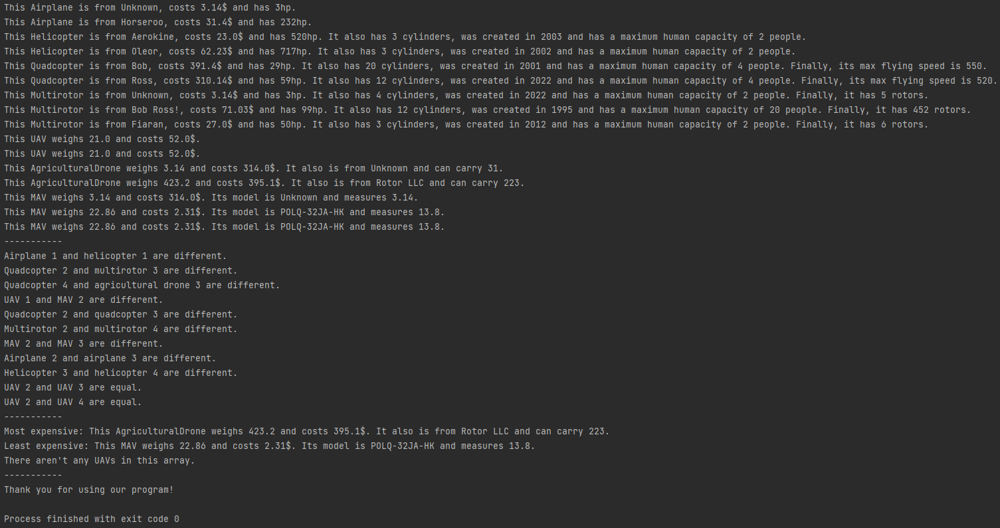 This Airplane is from Unknown, costs 3.14$ and has 3hp.
This Airplane is from Horseroo, costs 31.4$ and has 232hp.
This Helicopter is from Aerokine, costs 23.0$ and has 520hp. It also has 3 cylinders, was created in 2003 and has a maximum human capacity of 2 people.
This Helicopter is from Oleor, costs 62.23$ and has 717hp. It also has 3 cylinders, was created in 2002 and has a maximum human capacity of 2 people.
This Quadcopter is from Bob, costs 391.4$ and has 29hp. It also has 20 cylinders, was created in 2001 and has a maximum human capacity of 4 people. Finally, its max flying speed is 550.
This Quadcopter is from Ross, costs 310.14$ and has 59hp. It also has 12 cylinders, was created in 2022 and has a maximum human capacity of 4 people. Finally, its max flying speed is 520.
This Multirotor is from Unknown, costs 3.14$ and has 3hp. It also has 4 cylinders, was created in 2022 and has a maximum human capacity of 2 people. Finally, it has 5 rotors.
This Multirotor is from Bob Ross!, costs 71.03$ and has 99hp. It also has 12 cylinders, was created in 1995 and has a maximum human capacity of 20 people. Finally, it has 452 rotors.
This Multirotor is from Fiaran, costs 27.0$ and has 50hp. It also has 3 cylinders, was created in 2012 and has a maximum human capacity of 2 people. Finally, it has 6 rotors.
This UAV weighs 21.0 and costs 52.0$.
This UAV weighs 21.0 and costs 52.0$.
This AgriculturalDrone weighs 3.14 and costs 314.0$. It also is from Unknown and can carry 31.
This AgriculturalDrone weighs 423.2 and costs 395.1$. It also is from Rotor LLC and can carry 223.
This MAV weighs 3.14 and costs 314.0$. Its model is Unknown and measures 3.14.
This MAV weighs 22.86 and costs 2.31$. Its model is POLQ-32JA-HK and measures 13.8.
This MAV weighs 22.86 and costs 2.31$. Its model is POLQ-32JA-HK and measures 13.8.
-----------
Airplane 1 and helicopter 1 are different.
Quadcopter 2 and multirotor 3 are different.
Quadcopter 4 and agricultural drone 3 are different.
UAV 1 and MAV 2 are different.
Quadcopter 2 and quadcopter 3 are different.
Multirotor 2 and multirotor 4 are different.
MAV 2 and MAV 3 are different.
Airplane 2 and airplane 3 are different.
Helicopter 3 and helicopter 4 are different.
UAV 2 and UAV 3 are equal.
UAV 2 and UAV 4 are equal.
-----------
Most expensive: This AgriculturalDrone weighs 423.2 and costs 395.1$. It also is from Rotor LLC and can carry 223.
Least expensive: This MAV weighs 22.86 and costs 2.31$. Its model is POLQ-32JA-HK and measures 13.8.
There aren't any UAVs in this array.
-----------
Thank you for using our program!
Process finished with exit code 0